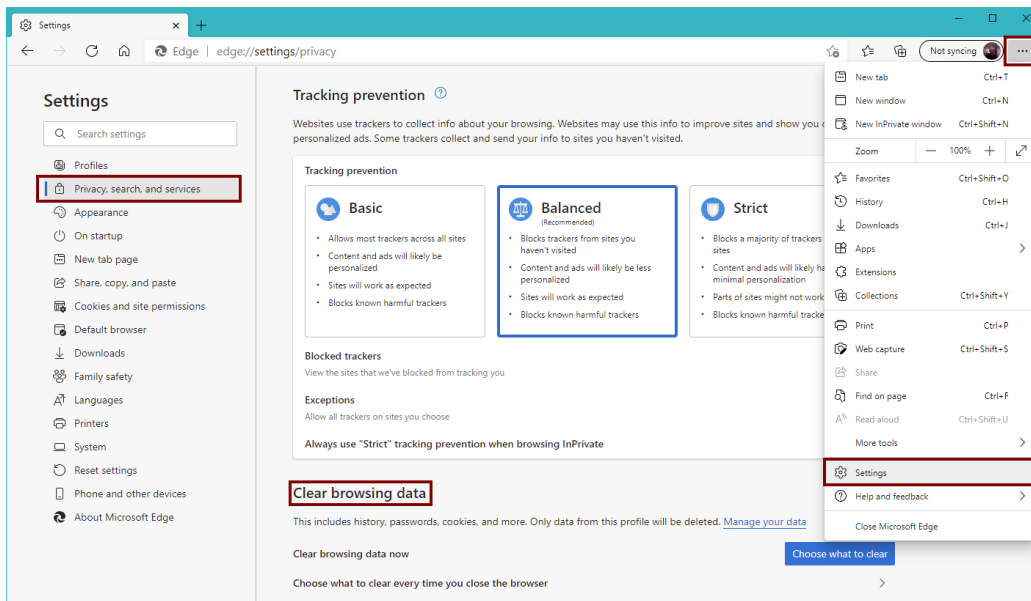 Settings
Edge | edge://settings/privacy
Not syncing
Settings
Search settings
Profiles
Privacy, search, and services
Appearance
On startup
New tab page
Share, copy, and paste
Cookies and site permissions
Default browser
Downloads
Family safety
Languages
Printers
System
Reset settings
Phone and other devices
About Microsoft Edge
Tracking prevention
Websites use trackers to collect info about your browsing. Websites may use this info to improve sites and show you
personalized ads. Some trackers collect and send your info to sites you haven't visited.
Tracking prevention
Basic
• Allows most trackers across all sites
• Content and ads will likely be
personalized
• Sites will work as expected
• Blocks known harmful trackers
Balanced
(Recommended)
• Blocks trackers from sites you
haven't visited
• Content and ads will likely be less
personalized
• Sites will work as expected
• Blocks known harmful trackers
Strict
• Blocks a majority of trackers
sites
• Content and ads will likely
minimal personalization
• Parts of sites might not work
• Blocks known harmful
Blocked trackers
View the sites that we've blocked from tracking you
Exceptions
Allow all trackers on sites you choose
Always use “Strict” tracking prevention when browsing InPrivate
Clear browsing data
This includes history, passwords, cookies, and more. Only data from this profile will be deleted. Manage your data
Clear browsing data now
Choose what to clear
Choose what to clear every time you close the browser
New tab Ctrl+T
New window Ctrl+N
New InPrivate window Ctrl+Shift+N
Zoom — 100% +
Favorites Ctrl+Shift+O
History Ctrl+H
Downloads Ctrl+J
Apps
Extensions
Collections Ctrl+Shift+Y
Print Ctrl+P
Web capture Ctrl+Shift+S
Share
Find on page Ctrl+F
Read aloud Ctrl+Shift+U
More tools
Settings
Help and feedback
Close Microsoft Edge